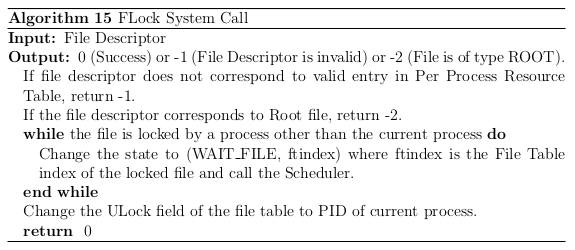 Algorithm 15 FLock System Call
Input: File Descriptor
Output: 0 (Success) or -1 (File Descriptor is invalid) or -2 (File is of type ROOT).
If file descriptor does not correspond to valid entry in Per Process Resource
Table, return -1.
If the file descriptor corresponds to Root file, return -2.
while the file is locked by a process other than the current process do
Change the state to (WAIT_FILE, ftindex) where ftindex is the File Table
index of the locked file and call the Scheduler.
end while
Change the ULock field of the file table to PID of current process.
return 0